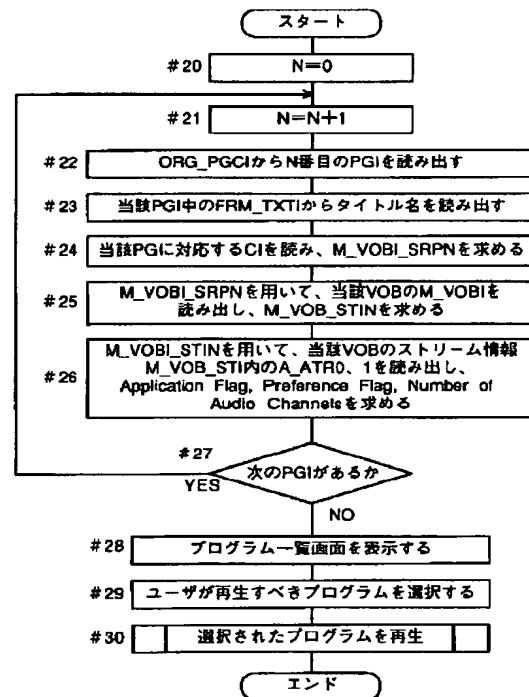 スタート
#20
N=0
#21
N=N+1
#22
ORG_PGCIからN番目のPGIを読み出す
#23
当該PGI中のFRM_TXTIからタイトル名を読み出す
#24
当該PGに対応するCIを読み、M_VOBI_SRPNを求める
#25
M_VOBI_SRPNを用いて、当該VOBのM_VOBIを
読み出し、M_VOB_STINを求める
#26
M_VOBI_STINを用いて、当該VOBのストリーム情報
M_VOB_STI内のA_ATR0、1を読み出し、
Application Flag, Preference Flag, Number of
Audio Channelsを求める
#27
次のPGIがあるか
YES
NO
#28
プログラム一覧画面を表示する
#29
ユーザが再生すべきプログラムを選択する
#30
選択されたプログラムを再生
エンド